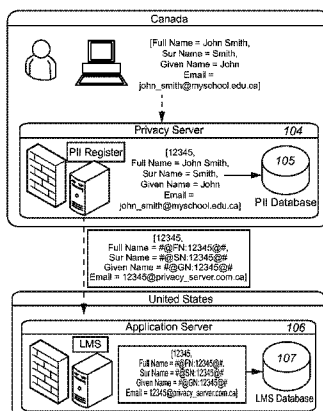 Canada
[Full Name = John Smith,
Sur Name = Smith,
Given Name = John
Email =
john_smith@myschool.edu.ca]
Privacy Server
104
PII Register
[12345,
Full Name = John Smith,
Sur Name = Smith,
Given Name = John
Email =
john_smith@myschool.edu.ca]
105
PII Database
[12345,
Full Name = #@FN:12345@#,
Sur Name = #@SN:12345@#
Given Name = #@GN:12345@#
Email = 12345@privacy_server.com.ca]
United States
Application Server
106
LMS
[12345,
Full Name = #@FN:12345@#,
Sur Name = #@SN:12345@#
Given Name = #@GN:12345@#
Email = 12345@privacy_server.com.ca]
107
LMS Database